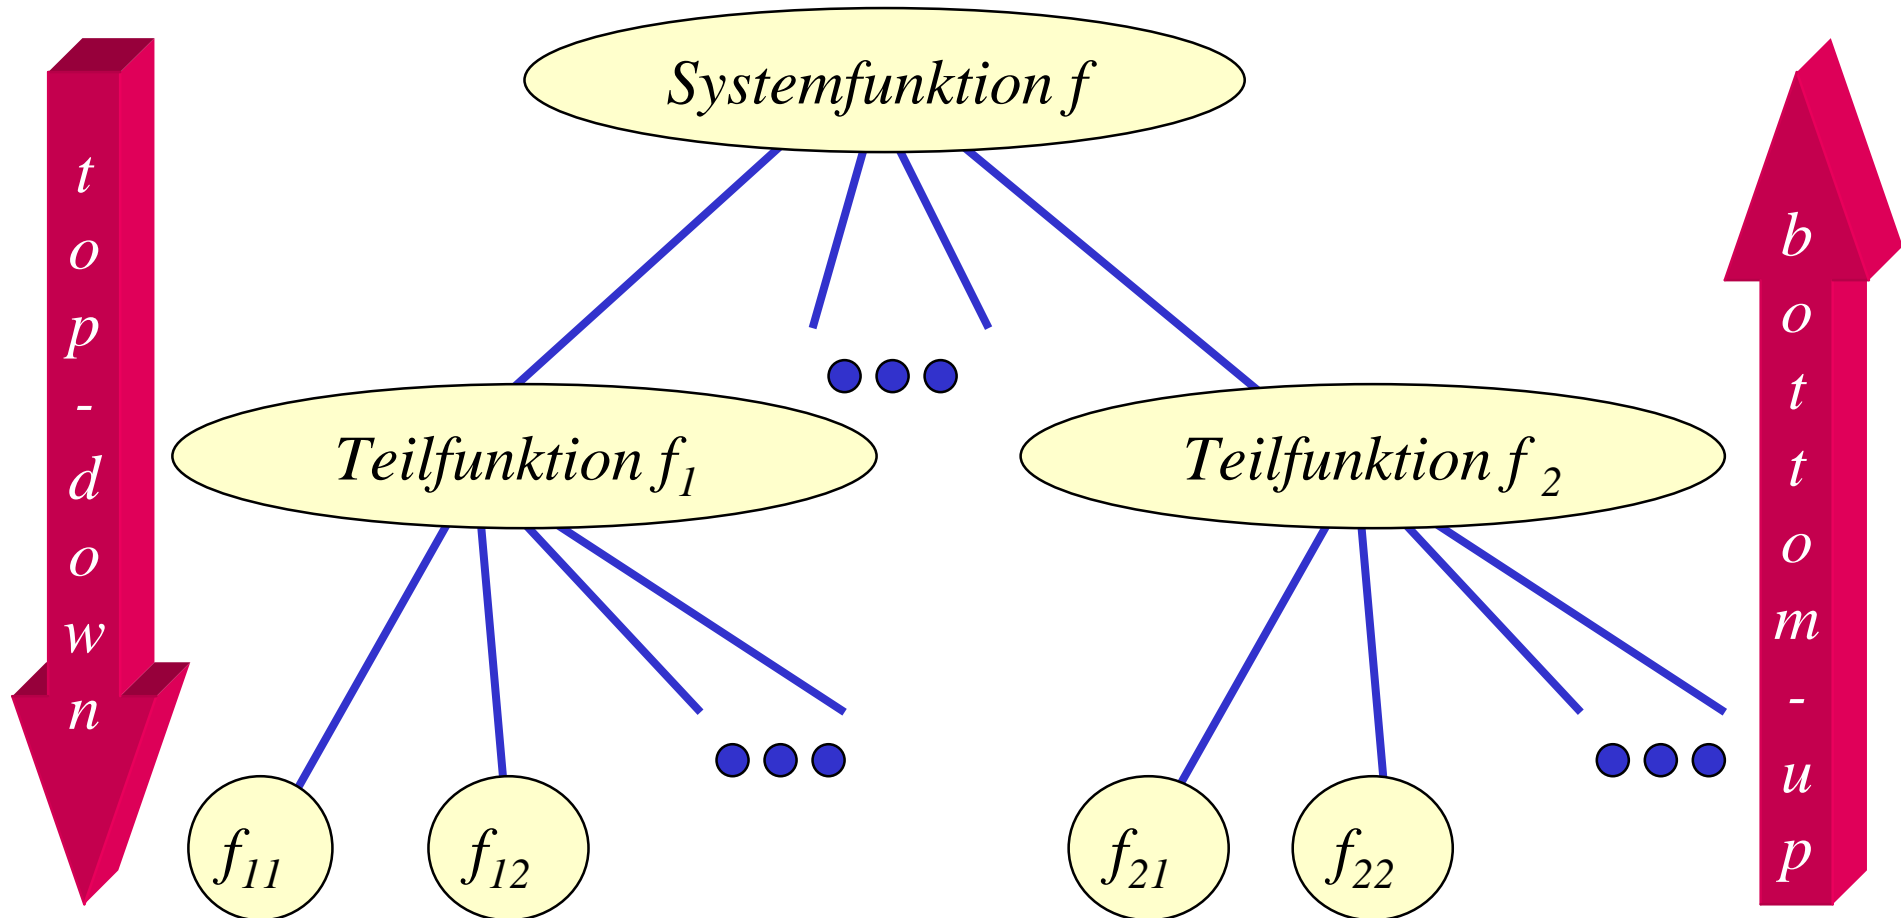 Systemfunktion f
top-down
bottom-up
Teilfunktion f₁
Teilfunktion f ₂
f₁₁
f₁₂
f₂₁
f₂₂